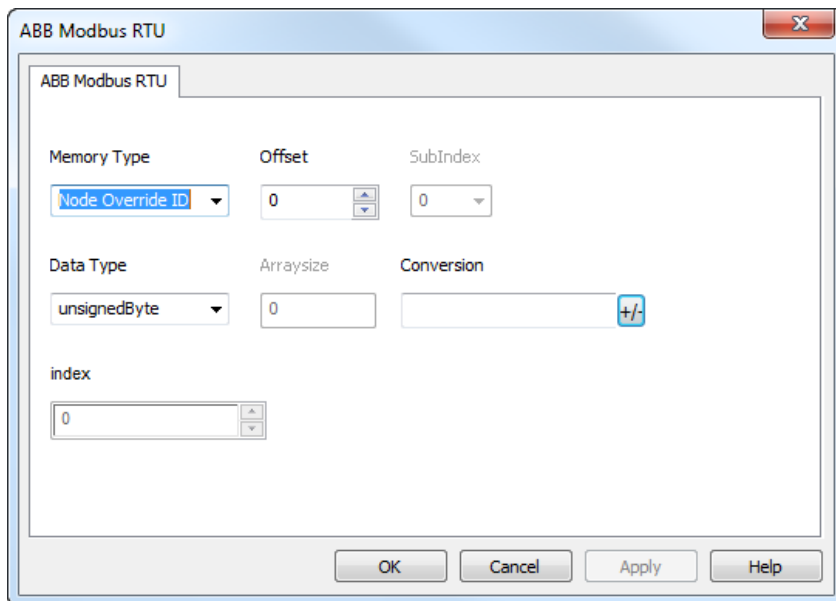 ABB Modbus RTU
ABB Modbus RTU
Memory Type Offset SubIndex
Node Override ID 0 0
Data Type Arraysize Conversion
unsignedByte 0 +/-
index
0
OK Cancel Apply Help